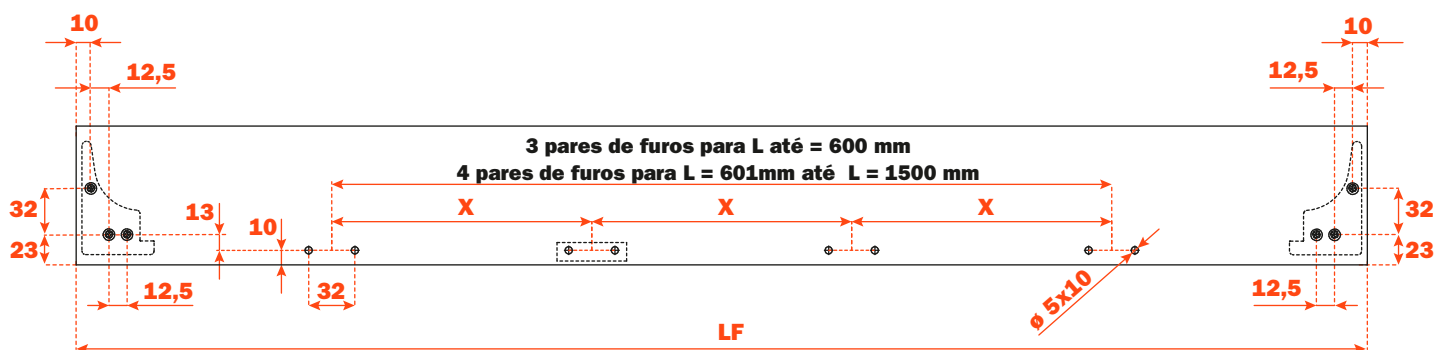 10
10
12,5
12,5
3 pares de furos para L até = 600 mm
4 pares de furos para L = 601mm até L = 1500 mm
X
X
X
32
13
10
32
23
23
12,5
32
ø 5x10
12,5
LF